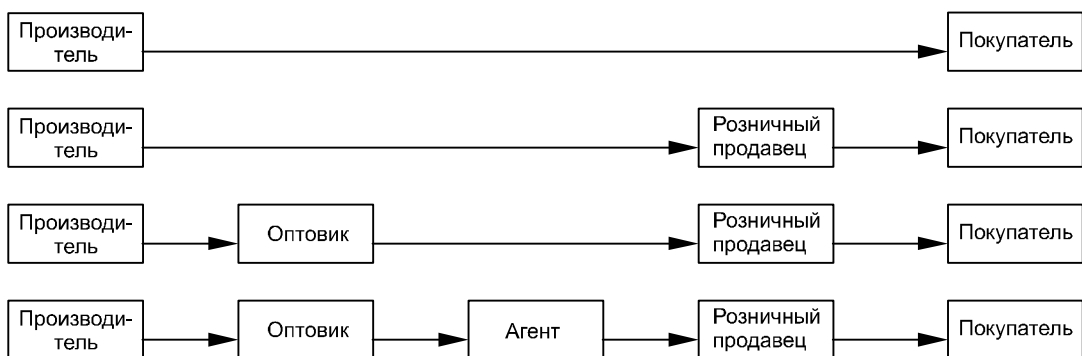 Производи-
тель
Покупатель
Производи-
тель
Розничный
продавец
Покупатель
Производи-
тель
Оптовик
Розничный
продавец
Покупатель
Производи-
тель
Оптовик
Агент
Розничный
продавец
Покупатель